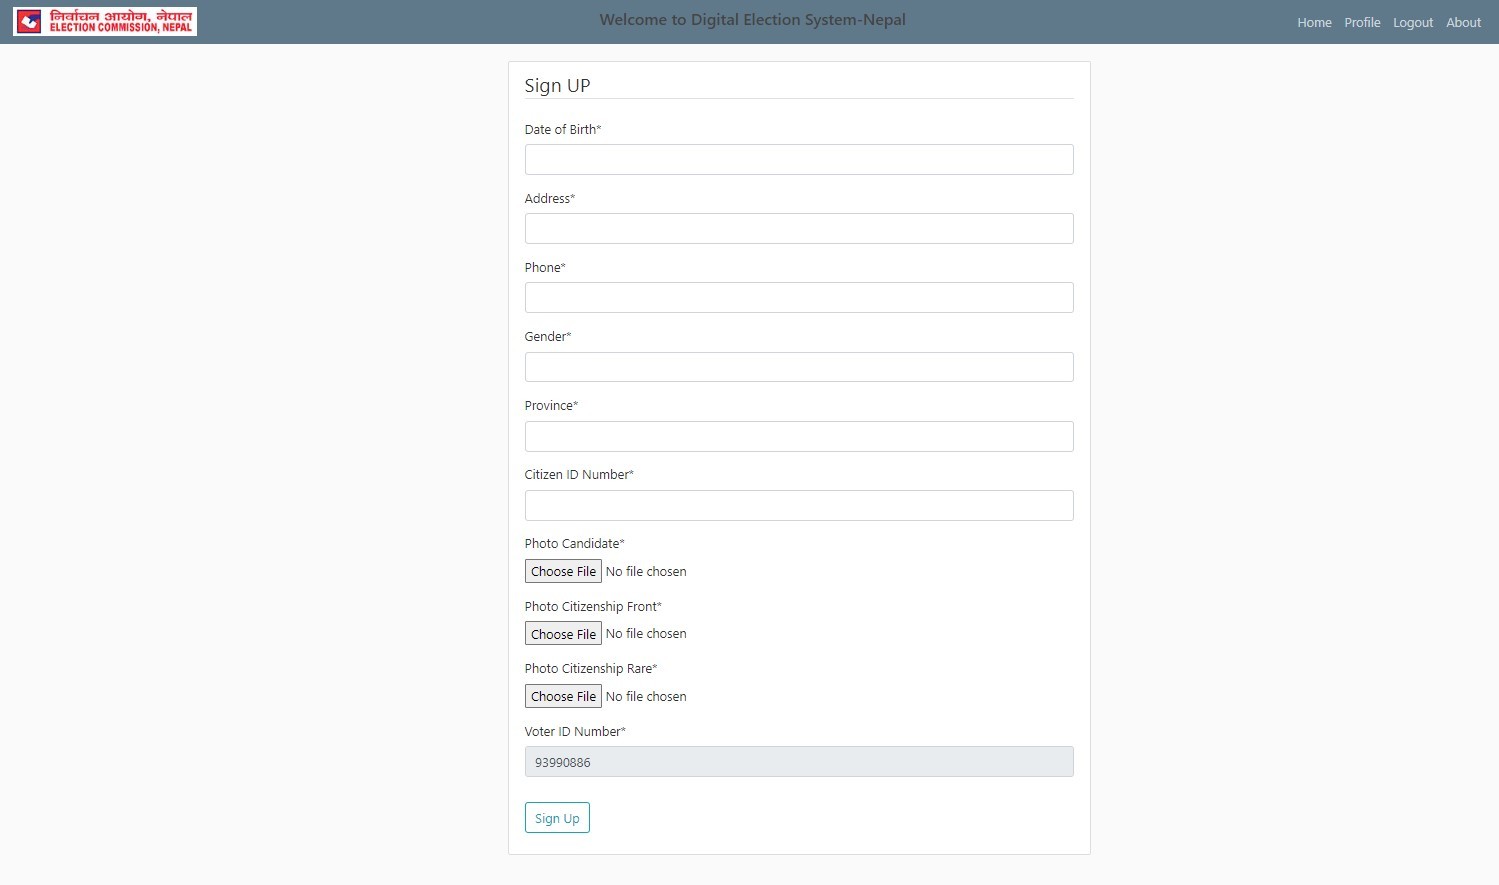 निर्वाचन आयोग, नेपाल
ELECTION COMMISSION, NEPAL
Welcome to Digital Election System-Nepal
Home Profile Logout About
Sign UP
Date of Birth*
Address*
Phone*
Gender*
Province*
Citizen ID Number*
Photo Candidate*
Choose File No file chosen
Photo Citizenship Front*
Choose File No file chosen
Photo Citizenship Rare*
Choose File No file chosen
Voter ID Number*
93990886
Sign Up